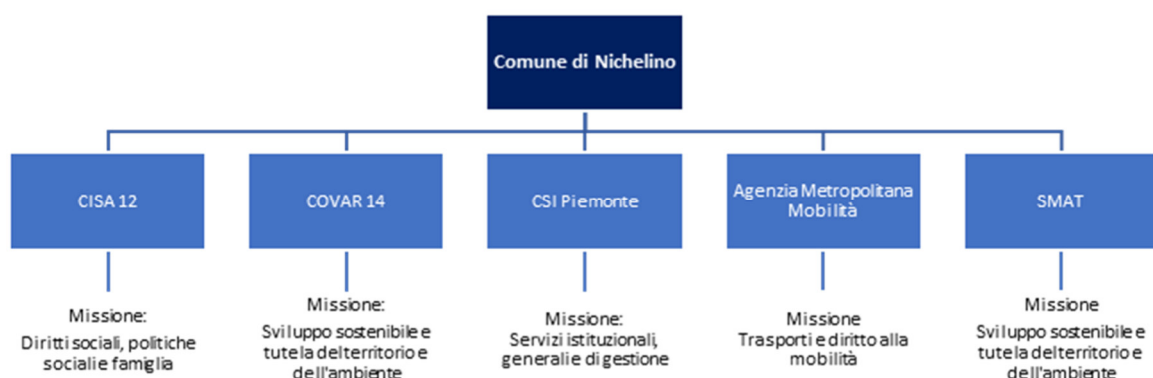 Comune di Nichelino
CISA 12
COVAR 14
CSI Piemonte
Agenzia Metropolitana
Mobilità
SMAT
Missione:
Diritti sociali, politiche
sociali e famiglia
Missione:
Sviluppo sostenibile e
tutela del territorio e
dell'ambiente
Missione:
Servizi istituzionali,
generali e di gestione
Missione
Trasporti e diritto alla
mobilità
Missione
Sviluppo sostenibile e
tutela del territorio e
dell'ambiente